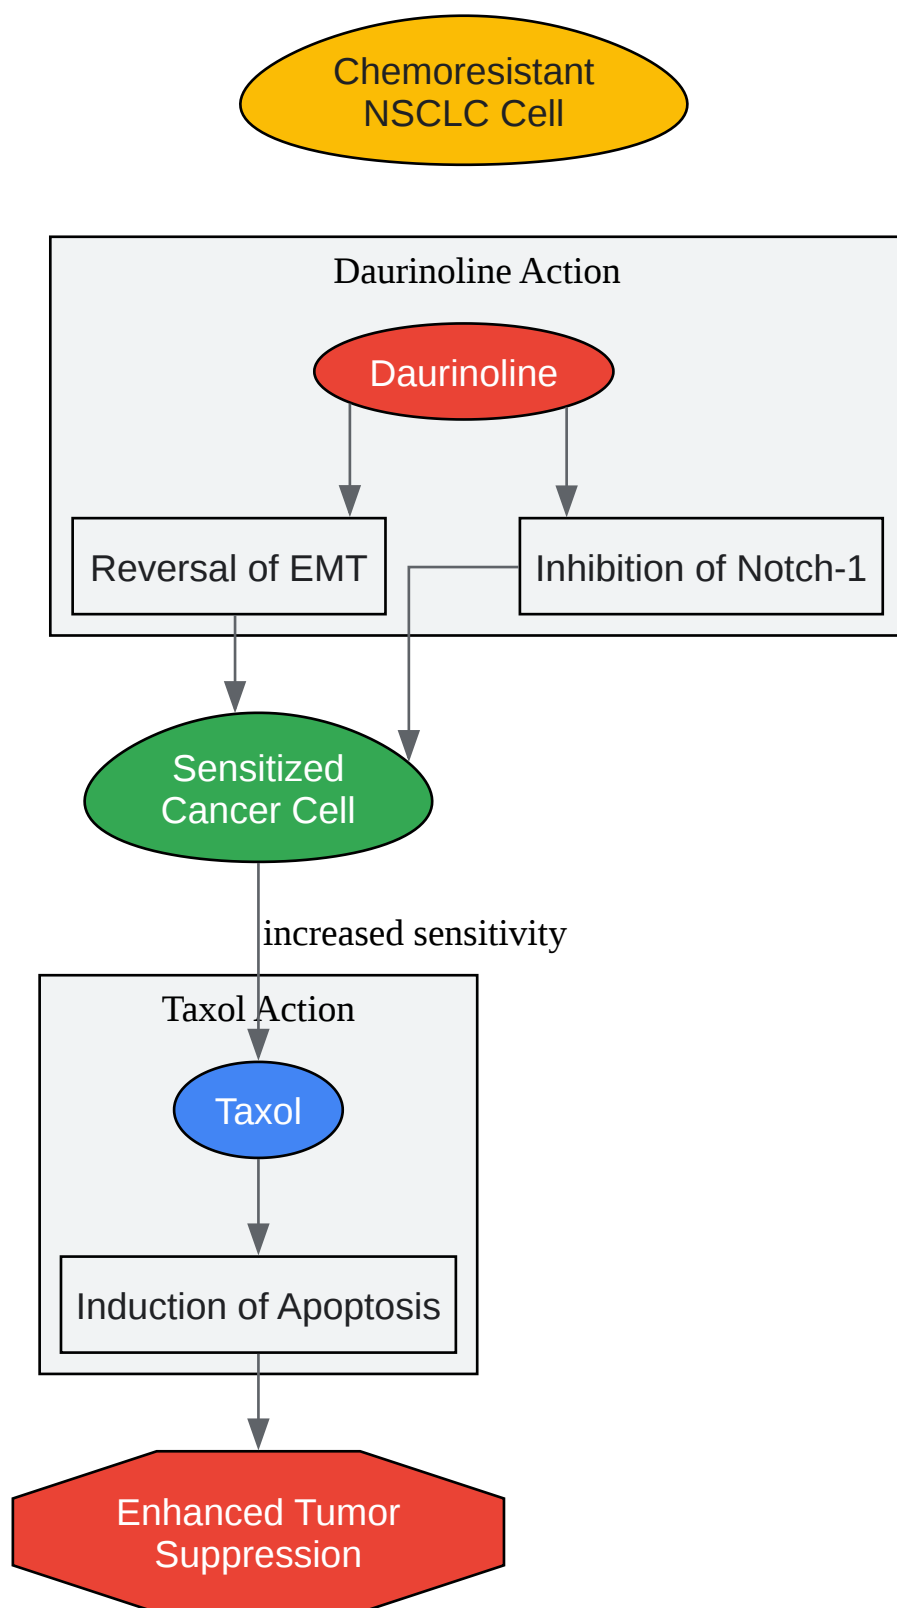 Chemoresistant
NSCLC Cell
Daurinoline Action
Daurinoline
Reversal of EMT
Inhibition of Notch-1
Sensitized
Cancer Cell
increased sensitivity
Taxol Action
Taxol
Induction of Apoptosis
Enhanced Tumor
Suppression